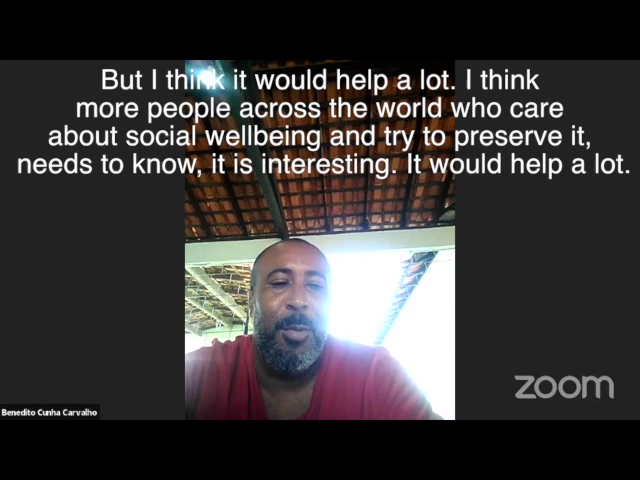 But I think it would help a lot. I think
more people across the world who care
about social wellbeing and try to preserve it,
needs to know, it is interesting. It would help a lot.
zoom
Benedito Cunha Carvalho